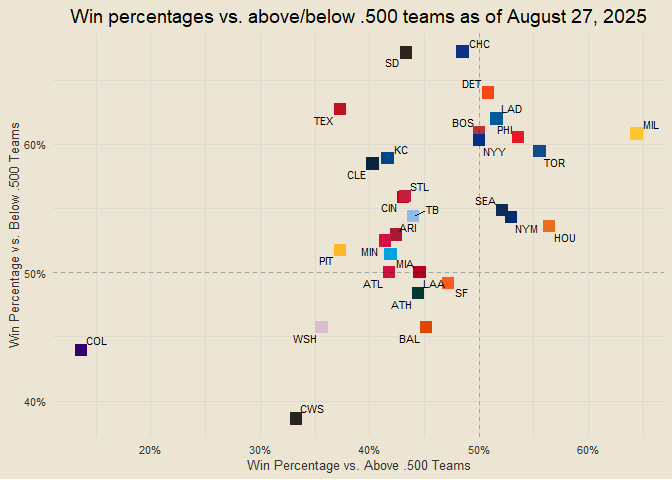 Win percentages vs. above/below .500 teams as of August 27, 2025
CHC
SD
DET
LAD
TEX
BOS
PHI
MIL
60%
KC
NYY
TOR
CLE
STL
SEA
CIN
TB
ARI
NYM
HOU
PIT
MIN
MIA
50%
ATL
LAA
SF
ATH
WSH
BAL
COL
40%
CWS
20%
30%
40%
50%
60%
Win Percentage vs. Above .500 Teams
Win Percentage vs. Below .500 Teams